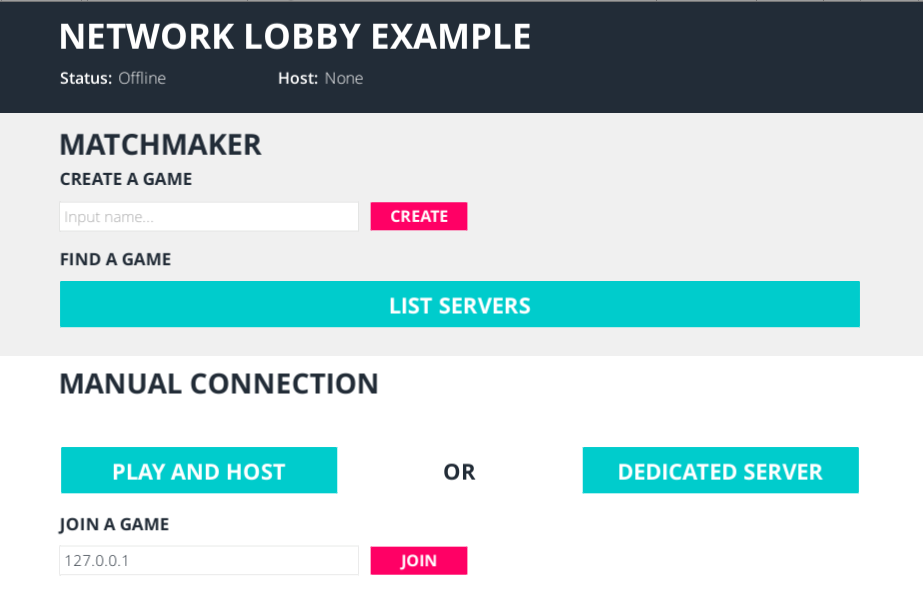 NETWORK LOBBY EXAMPLE
Status: Offline Host: None
MATCHMAKER
CREATE A GAME
Input name... CREATE
FIND A GAME
LIST SERVERS
MANUAL CONNECTION
PLAY AND HOST OR DEDICATED SERVER
JOIN A GAME
127.0.0.1 JOIN